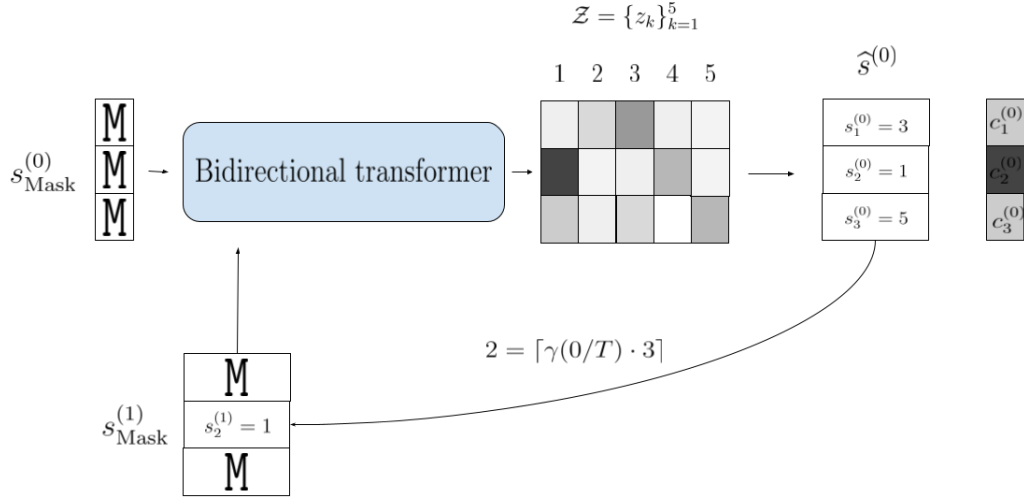 𝒵 = {z_k}_{k=1}^5
1 2 3 4 5
ŝ^(0)
s_Mask^(0)
M
M
M
Bidirectional transformer
s_1^(0) = 3
s_2^(0) = 1
s_3^(0) = 5
c_1^(0)
c_2^(0)
c_3^(0)
2 = ⌈γ(0/T) · 3⌉
s_Mask^(1)
M
s_2^(1) = 1
M